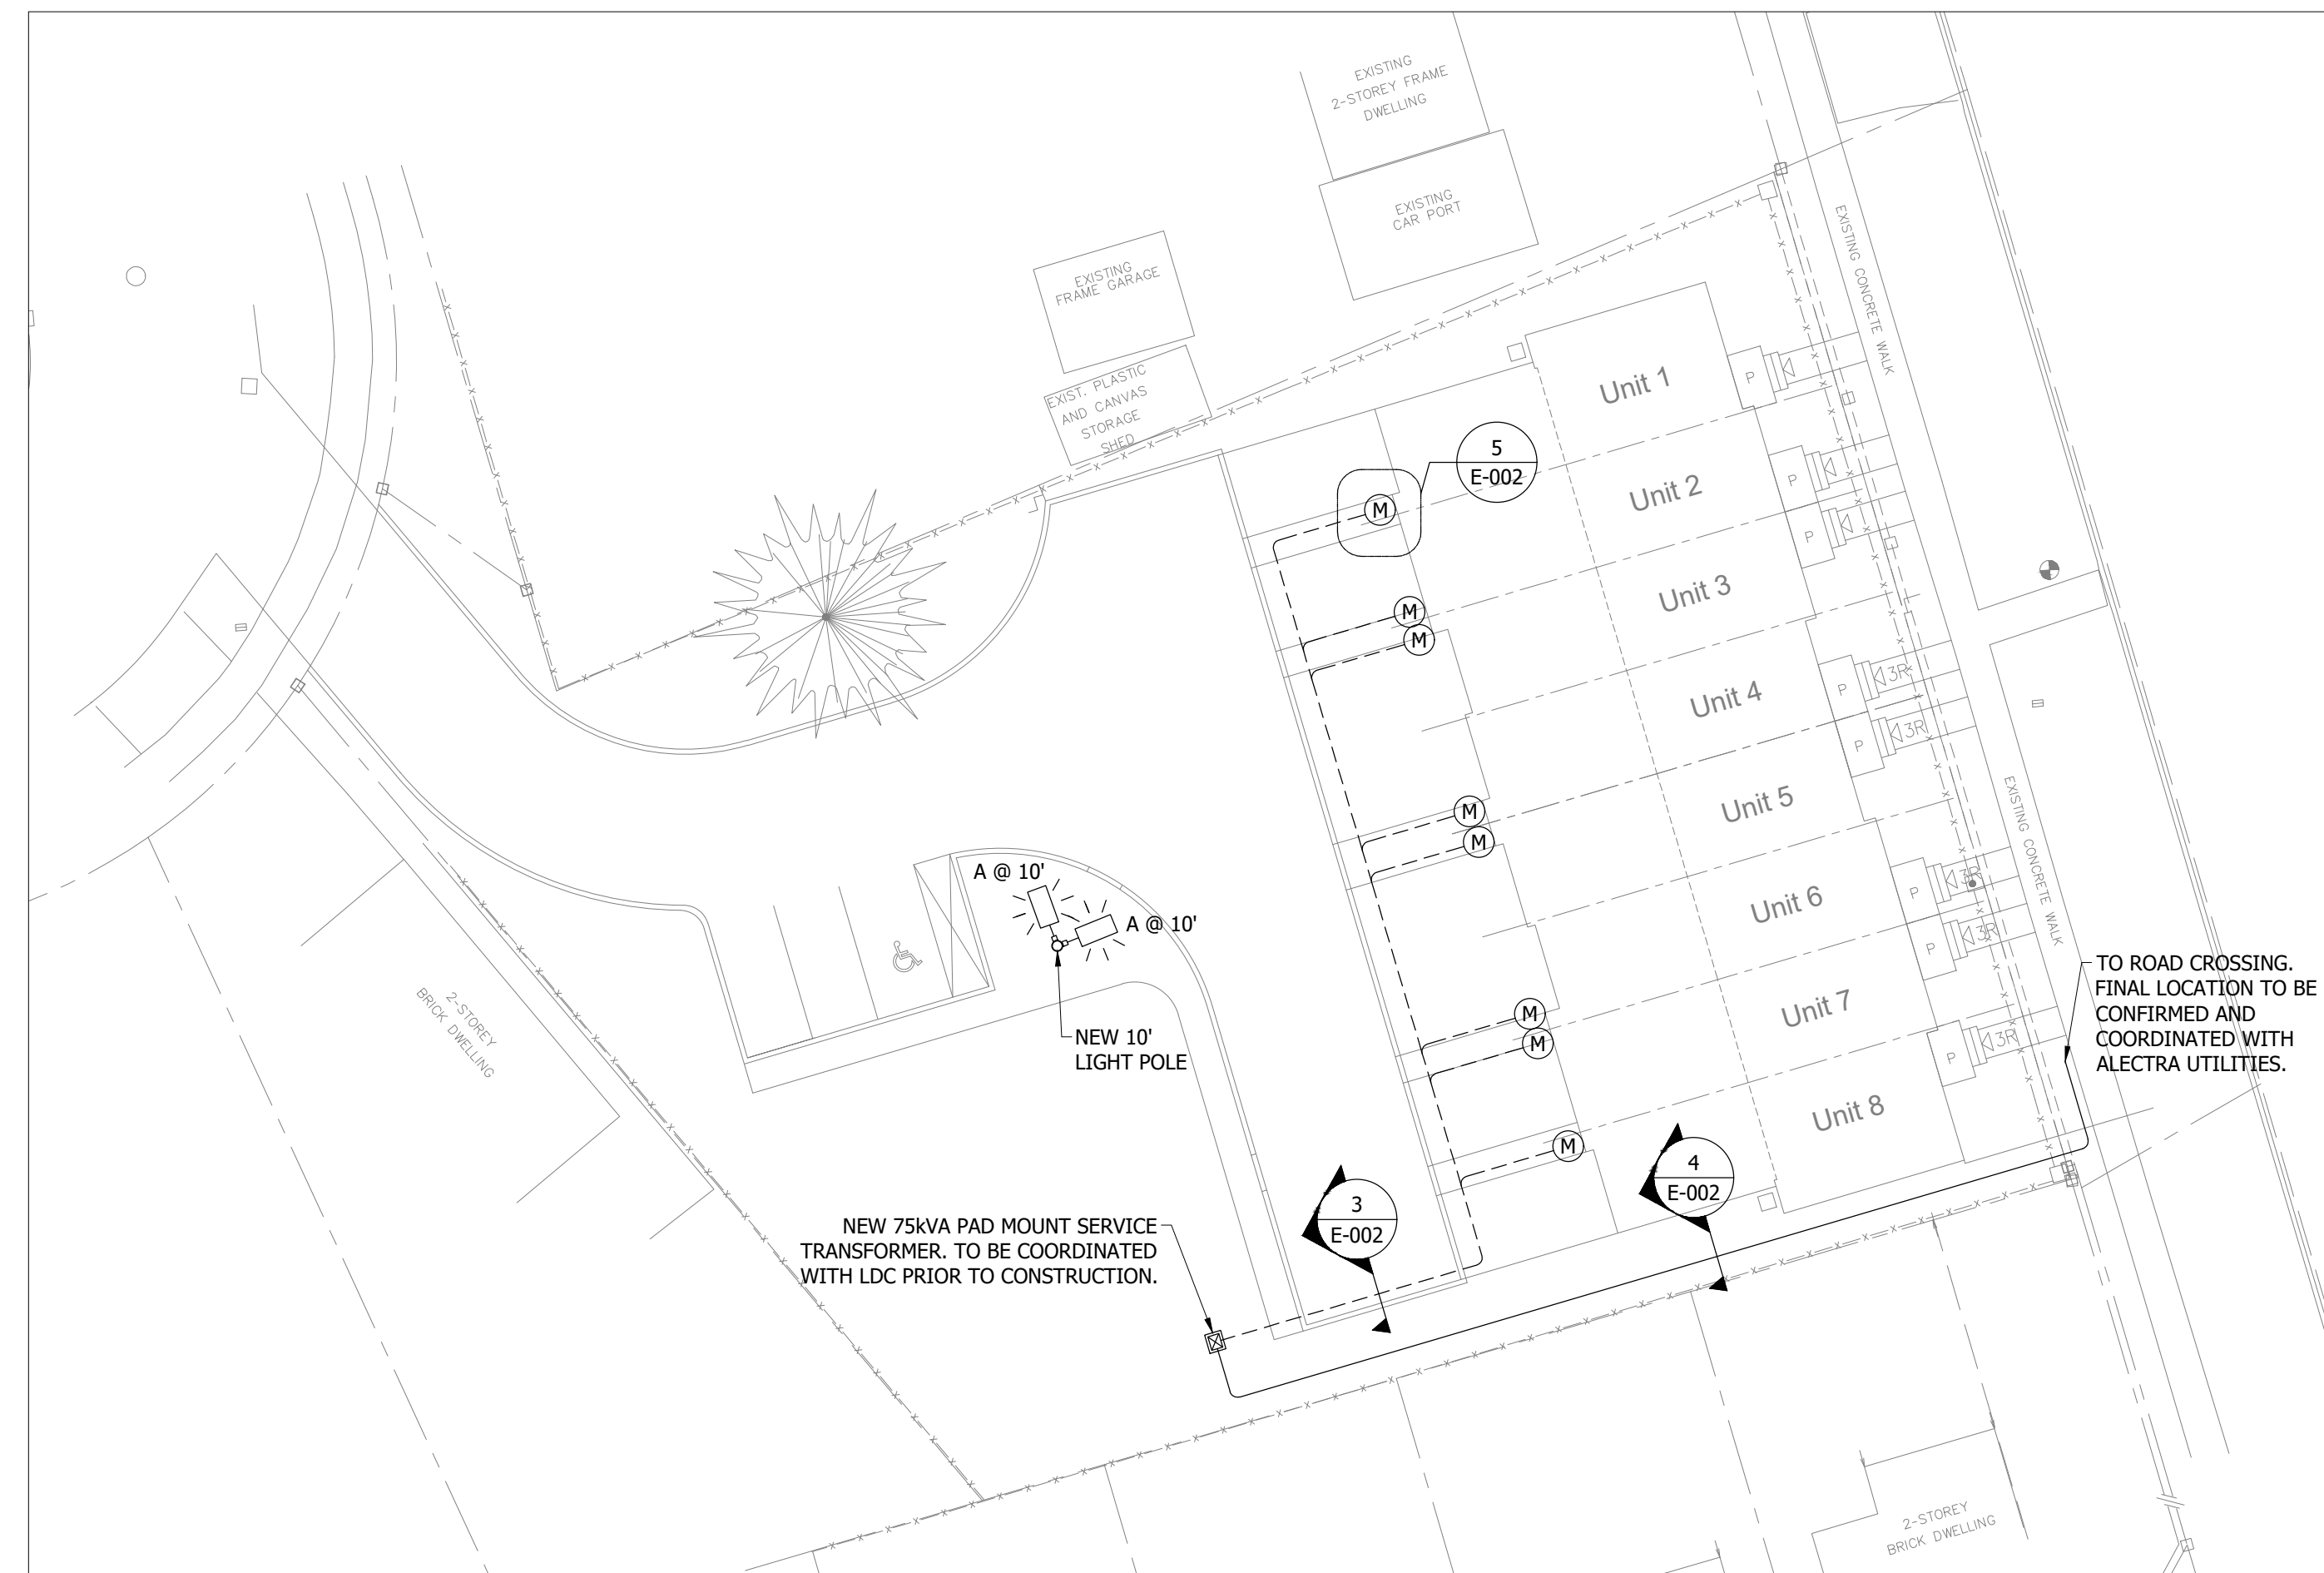 EXISTING
2-STOREY FRAME
DWELLING
EXISTING
CAR PORT
EXISTING
FRAME GARAGE
EXIST. PLASTIC
AND CANVAS
STORAGE
SHED
EXISTING CONCRETE WALK
Unit 1
P
5
E-002
M
Unit 2
P
P
Unit 3
M
M
Unit 4
P
3R
P
3R
Unit 5
M
M
EXISTING CONCRETE WALK
Unit 6
P
3R
P
3R
A @ 10'
A @ 10'
NEW 10'
LIGHT POLE
2-STOREY
BRICK DWELLING
M
M
Unit 7
P
3R
TO ROAD CROSSING.
FINAL LOCATION TO BE
CONFIRMED AND
COORDINATED WITH
ALECTRA UTILITIES.
Unit 8
M
3
E-002
4
E-002
NEW 75kVA PAD MOUNT SERVICE
TRANSFORMER. TO BE COORDINATED
WITH LDC PRIOR TO CONSTRUCTION.
2-STOREY
BRICK DWELLING